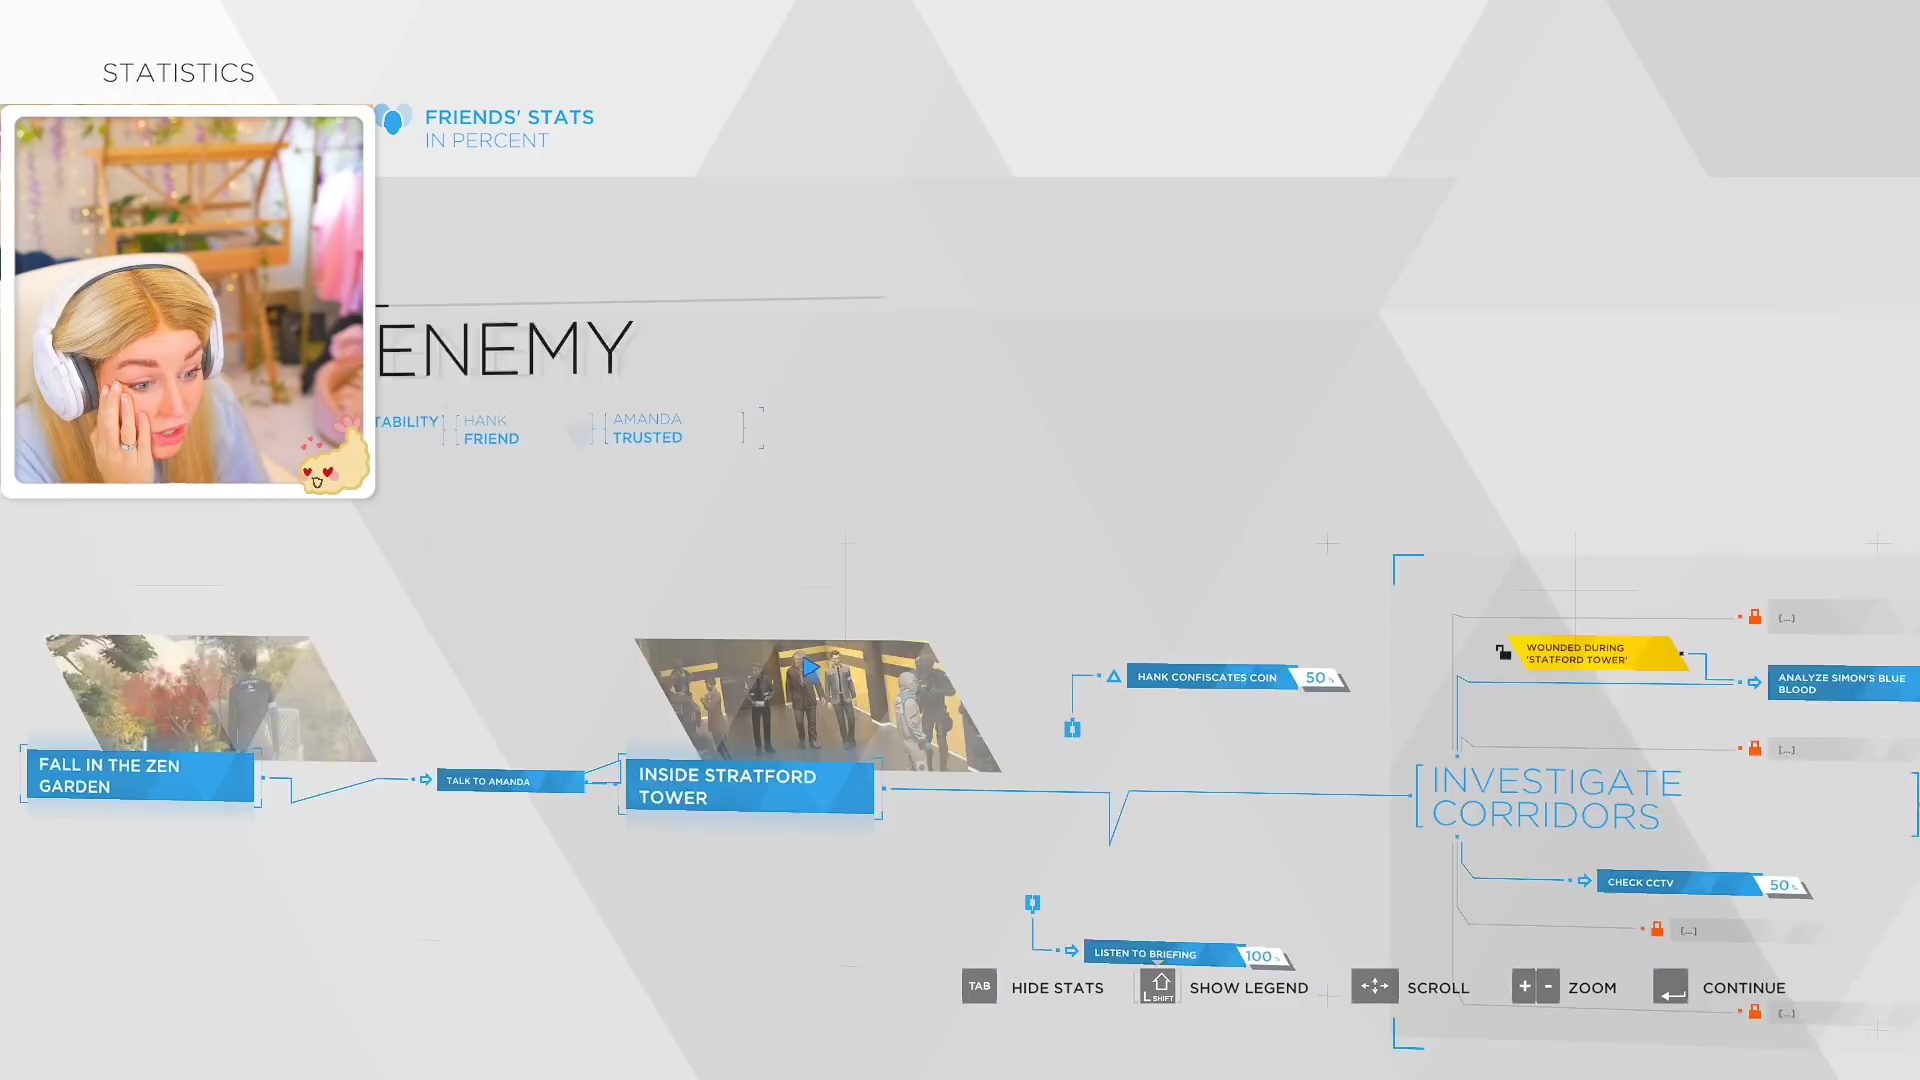 STATISTICS
FRIENDS' STATS
IN PERCENT
ENEMY
TABILITY
HANK
FRIEND
AMANDA
TRUSTED
FALL IN THE ZEN
GARDEN
TALK TO AMANDA
INSIDE STRATFORD
TOWER
HANK CONFISCATES COIN
50%
LISTEN TO BRIEFING
100%
[...]
WOUNDED DURING
'STATFORD TOWER'
ANALYZE SIMON'S BLUE
BLOOD
[...]
INVESTIGATE
CORRIDORS
CHECK CCTV
50%
[...]
[...]
TAB
HIDE STATS
L SHIFT
SHOW LEGEND
SCROLL
+ -
ZOOM
CONTINUE